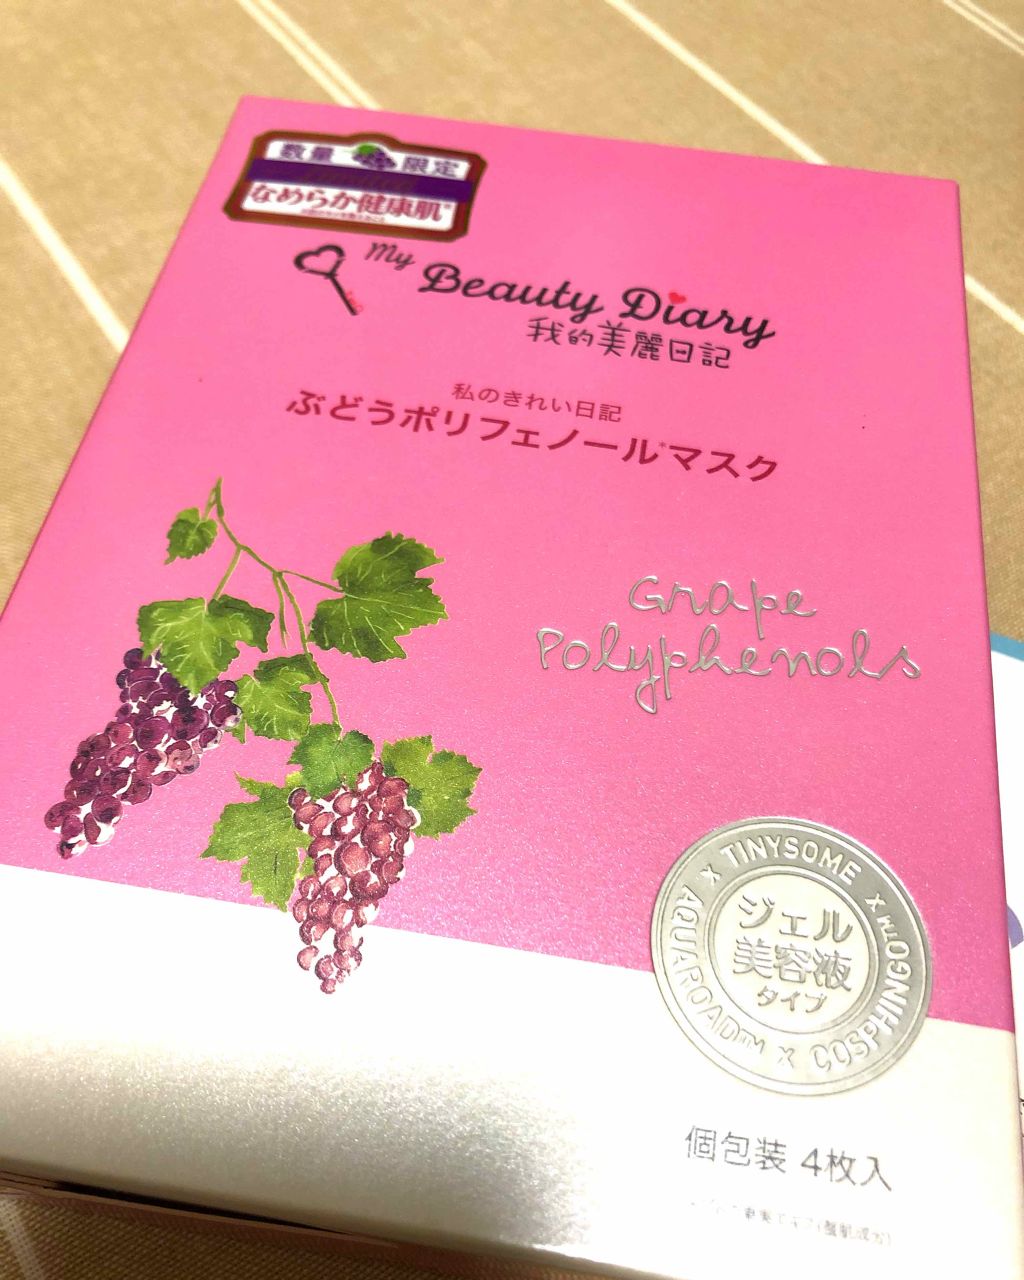 数量 限定
なめらか健康肌*
My
Beauty Diary
我的美麗日記
私のきれい日記
ぶどうポリフェノール*マスク
Grape
Polyphenols
x TINYSOME x COSPHINGO™ x AQUAROAD™
ジェル
美容液
タイプ
個包装 4枚入